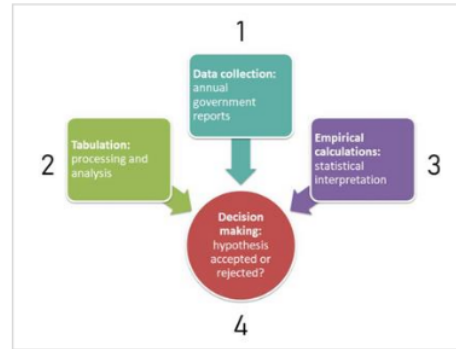 1
Data collection:
annual
government
reports
2
Tabulation:
processing and
analysis
Empirical
calculations:
statistical
interpretation
3
Decision
making:
hypothesis
accepted or
rejected?
4